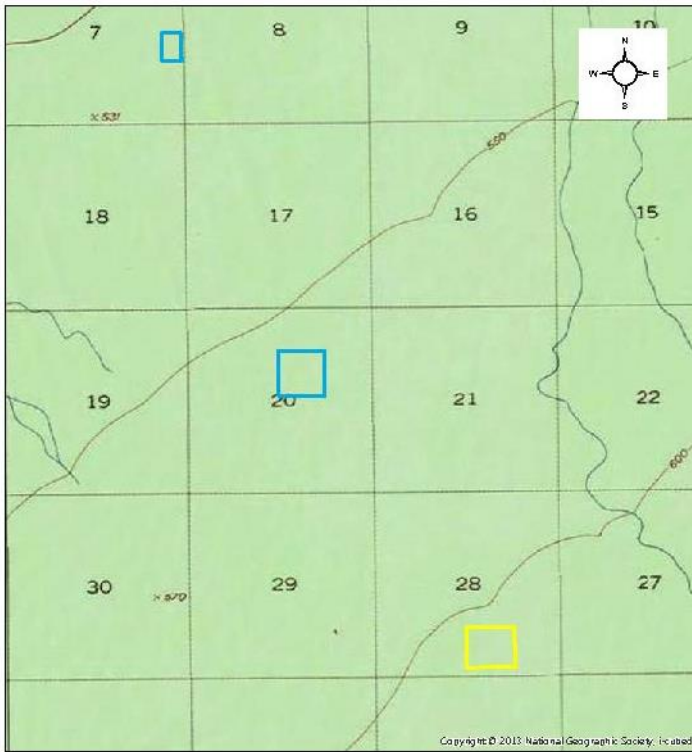 7 8 9 10
N
W E
S
x 531
550
18 17 16 15
19 20 21 22
600
30 29 28 27
x 570
Copyright:© 2013 National Geographic Society, i-cubed